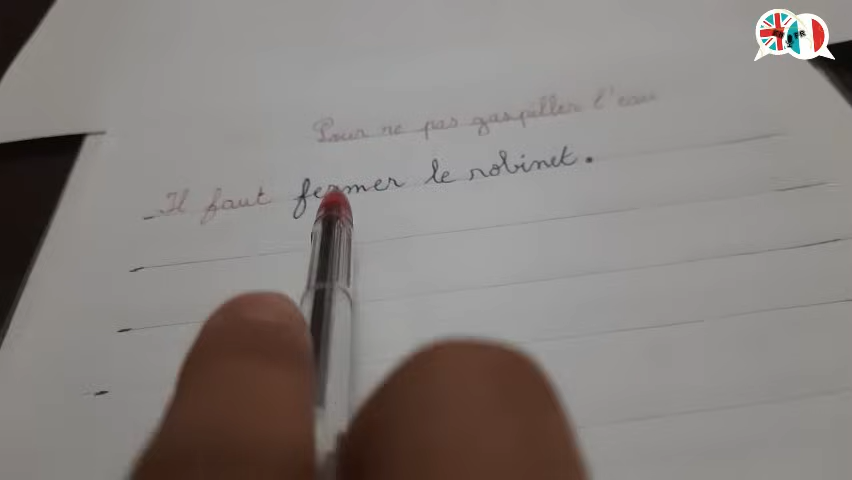 Pour ne pas gaspiller l'eau
Il faut fermer le robinet.